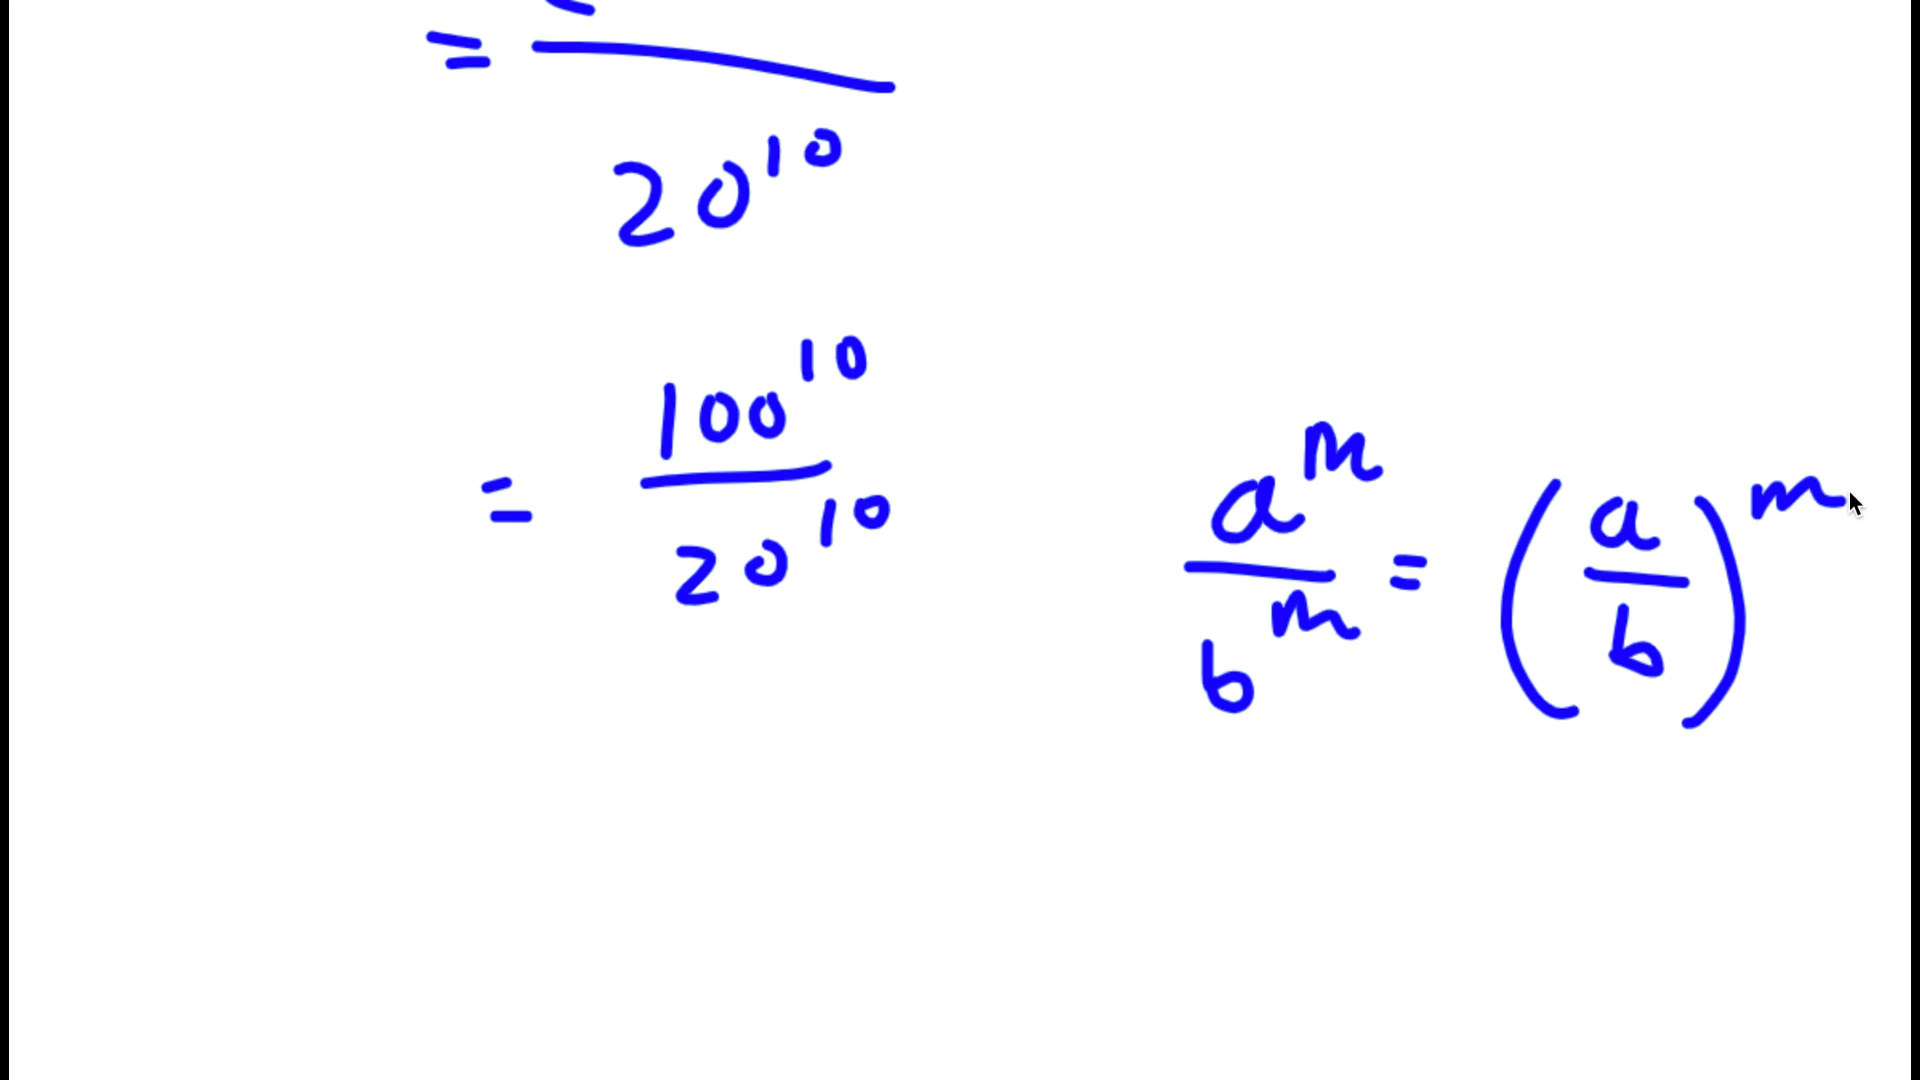 = ―――
20^10
= 100^10 / 20^10
a^m / b^m = (a / b)^m